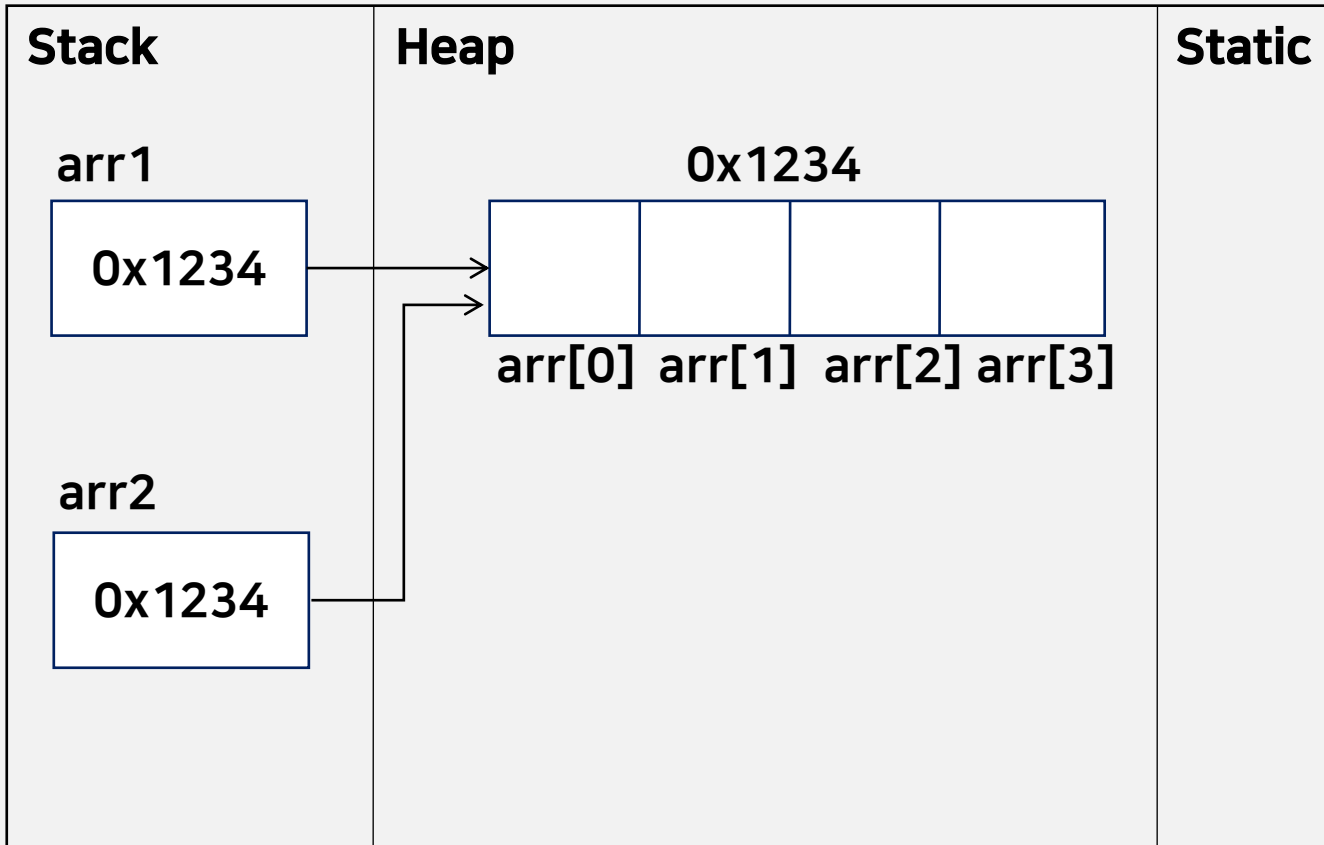 Stack
Heap
Static
arr1
0x1234
0x1234
arr[0] arr[1] arr[2] arr[3]
arr2
0x1234